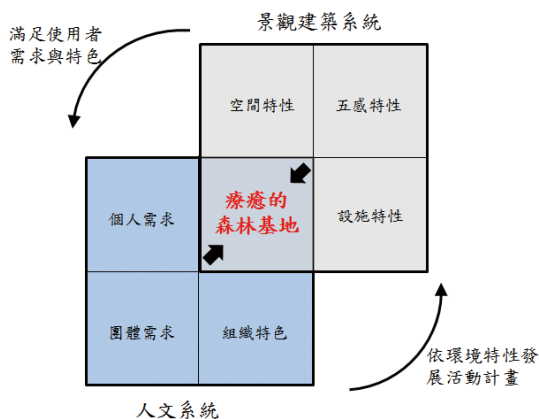 景觀建築系統
滿足使用者
需求與特色
空間特性
五感特性
個人需求
療癒的
森林基地
設施特性
團體需求
組織特色
依環境特性發
展活動計畫
人文系統